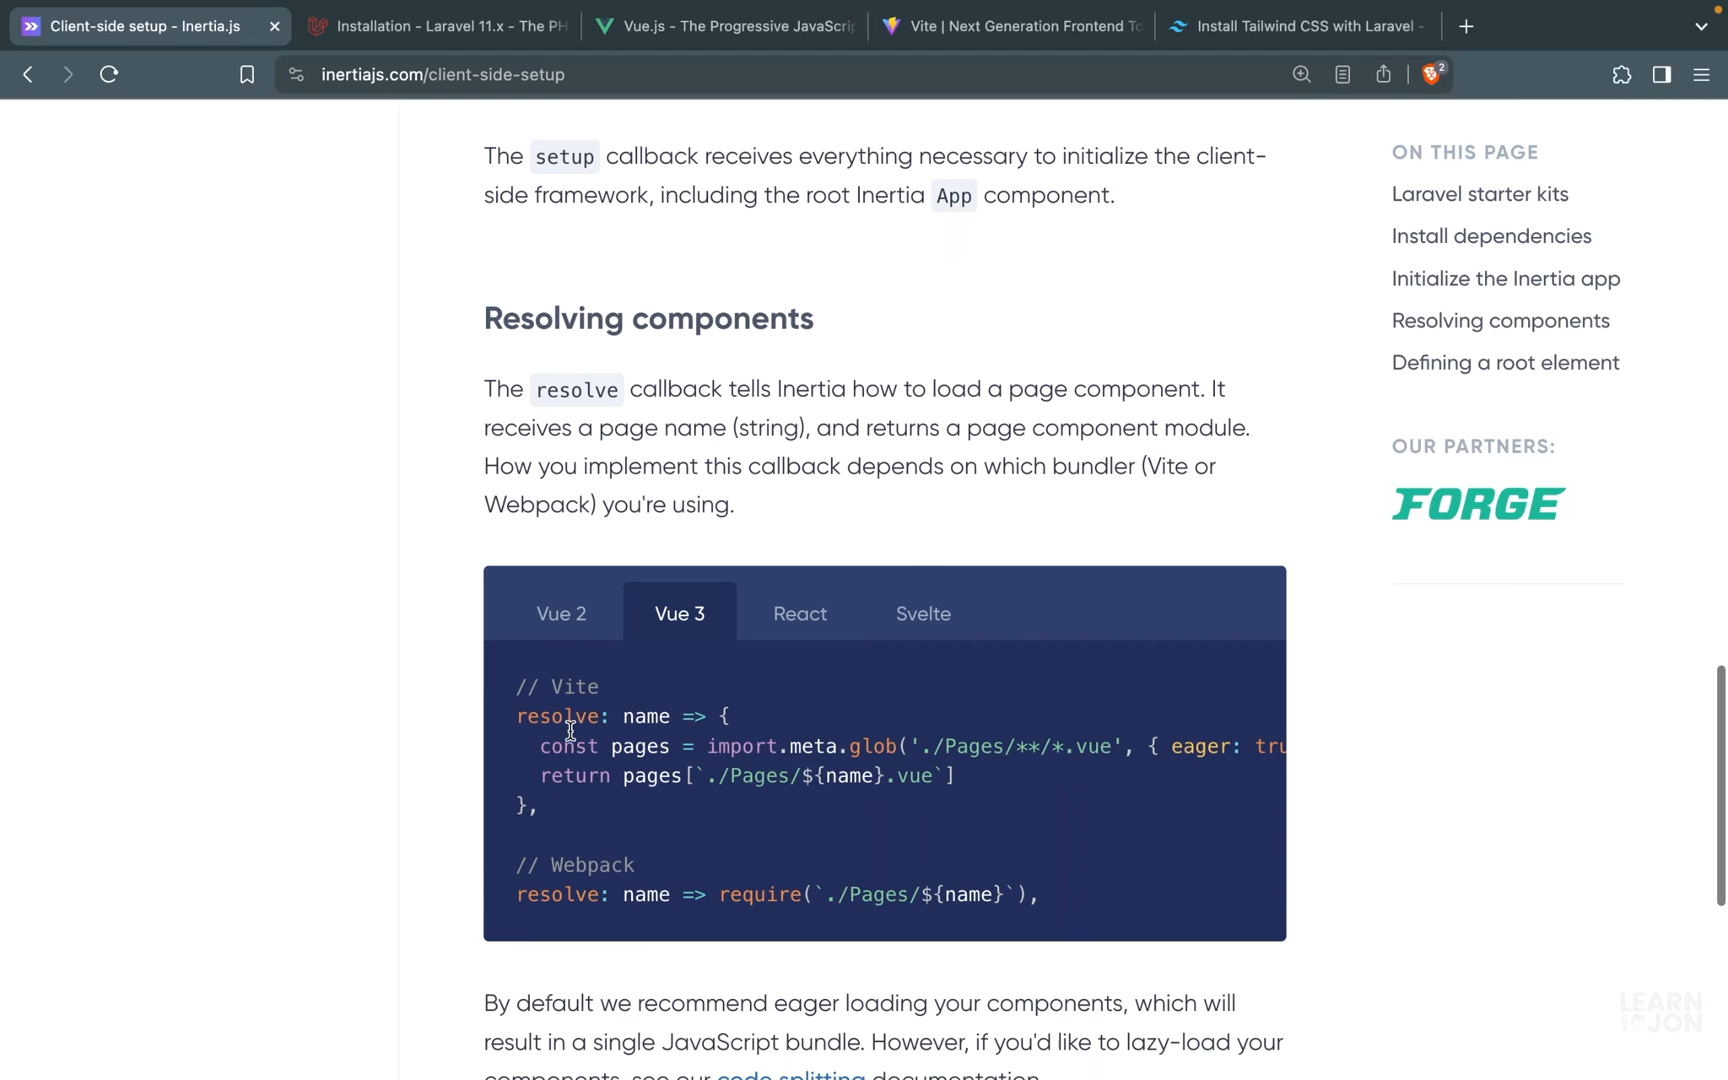 Client-side setup - Inertia.js
Installation - Laravel 11.x - The PH
Vue.js - The Progressive JavaScri
Vite | Next Generation Frontend To
Install Tailwind CSS with Laravel -
inertiajs.com/client-side-setup
2
The setup callback receives everything necessary to initialize the client-
side framework, including the root Inertia App component.
Resolving components
The resolve callback tells Inertia how to load a page component. It
receives a page name (string), and returns a page component module.
How you implement this callback depends on which bundler (Vite or
Webpack) you're using.
Vue 2 Vue 3 React Svelte
// Vite
resolve: name => {
const pages = import.meta.glob('./Pages/**/*.vue', { eager: tru
return pages[`./Pages/${name}.vue`]
},
// Webpack
resolve: name => require(`./Pages/${name}`),
By default we recommend eager loading your components, which will
result in a single JavaScript bundle. However, if you'd like to lazy-load your
components, see our code splitting documentation.
ON THIS PAGE
Laravel starter kits
Install dependencies
Initialize the Inertia app
Resolving components
Defining a root element
OUR PARTNERS:
FORGE
LEARN
JON